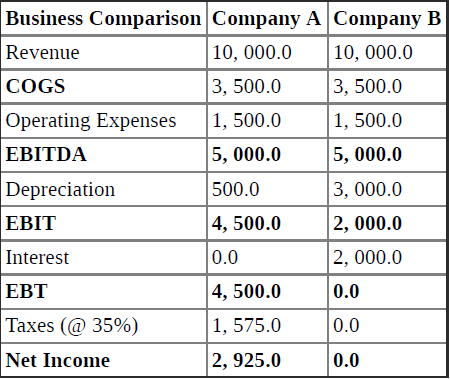 Business Comparison Company A Company B
Revenue 10, 000.0 10, 000.0
COGS 3, 500.0 3, 500.0
Operating Expenses 1, 500.0 1, 500.0
EBITDA 5, 000.0 5, 000.0
Depreciation 500.0 3, 000.0
EBIT 4, 500.0 2, 000.0
Interest 0.0 2, 000.0
EBT 4, 500.0 0.0
Taxes (@ 35%) 1, 575.0 0.0
Net Income 2, 925.0 0.0